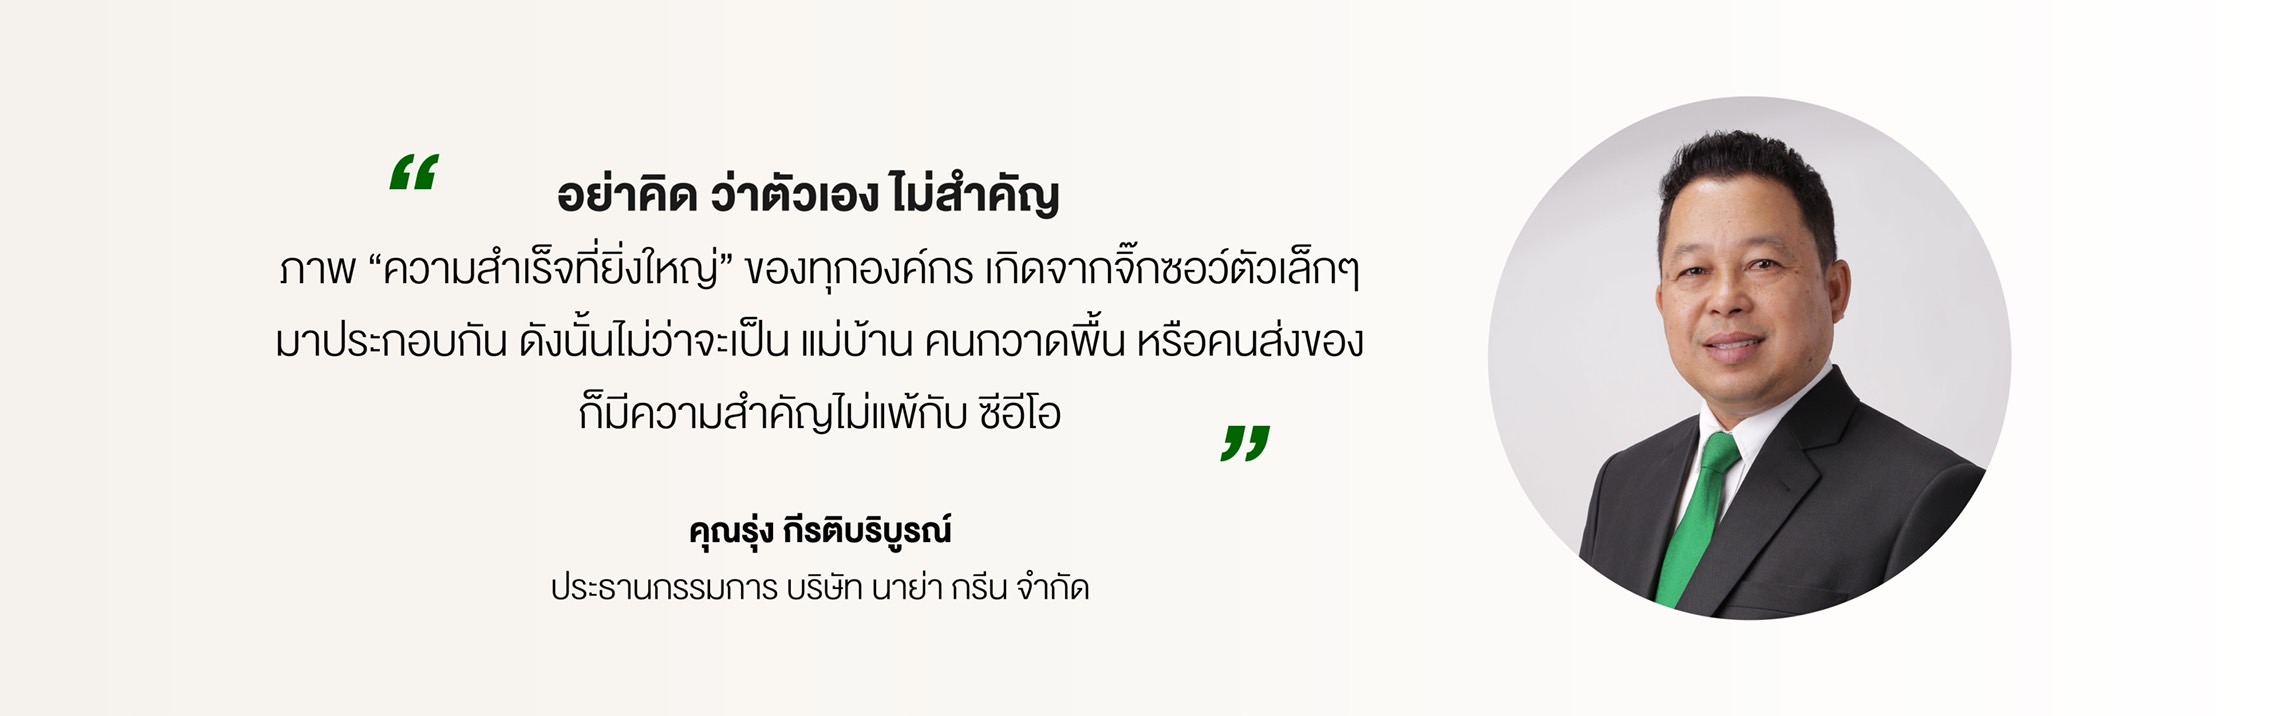 “
อย่าคิด ว่าตัวเอง ไม่สำคัญ
ภาพ “ความสำเร็จที่ยิ่งใหญ่” ของทุกองค์กร เกิดจากจิ๊กซอว์ตัวเล็กๆ
มาประกอบกัน ดังนั้นไม่ว่าจะเป็น แม่บ้าน คนกวาดพื้น หรือคนส่งของ
ก็มีความสำคัญไม่แพ้กับ ซีอีโอ
”
คุณรุ่ง กีรติบริบูรณ์
ประธานกรรมการ บริษัท นาย่า กรีน จำกัด